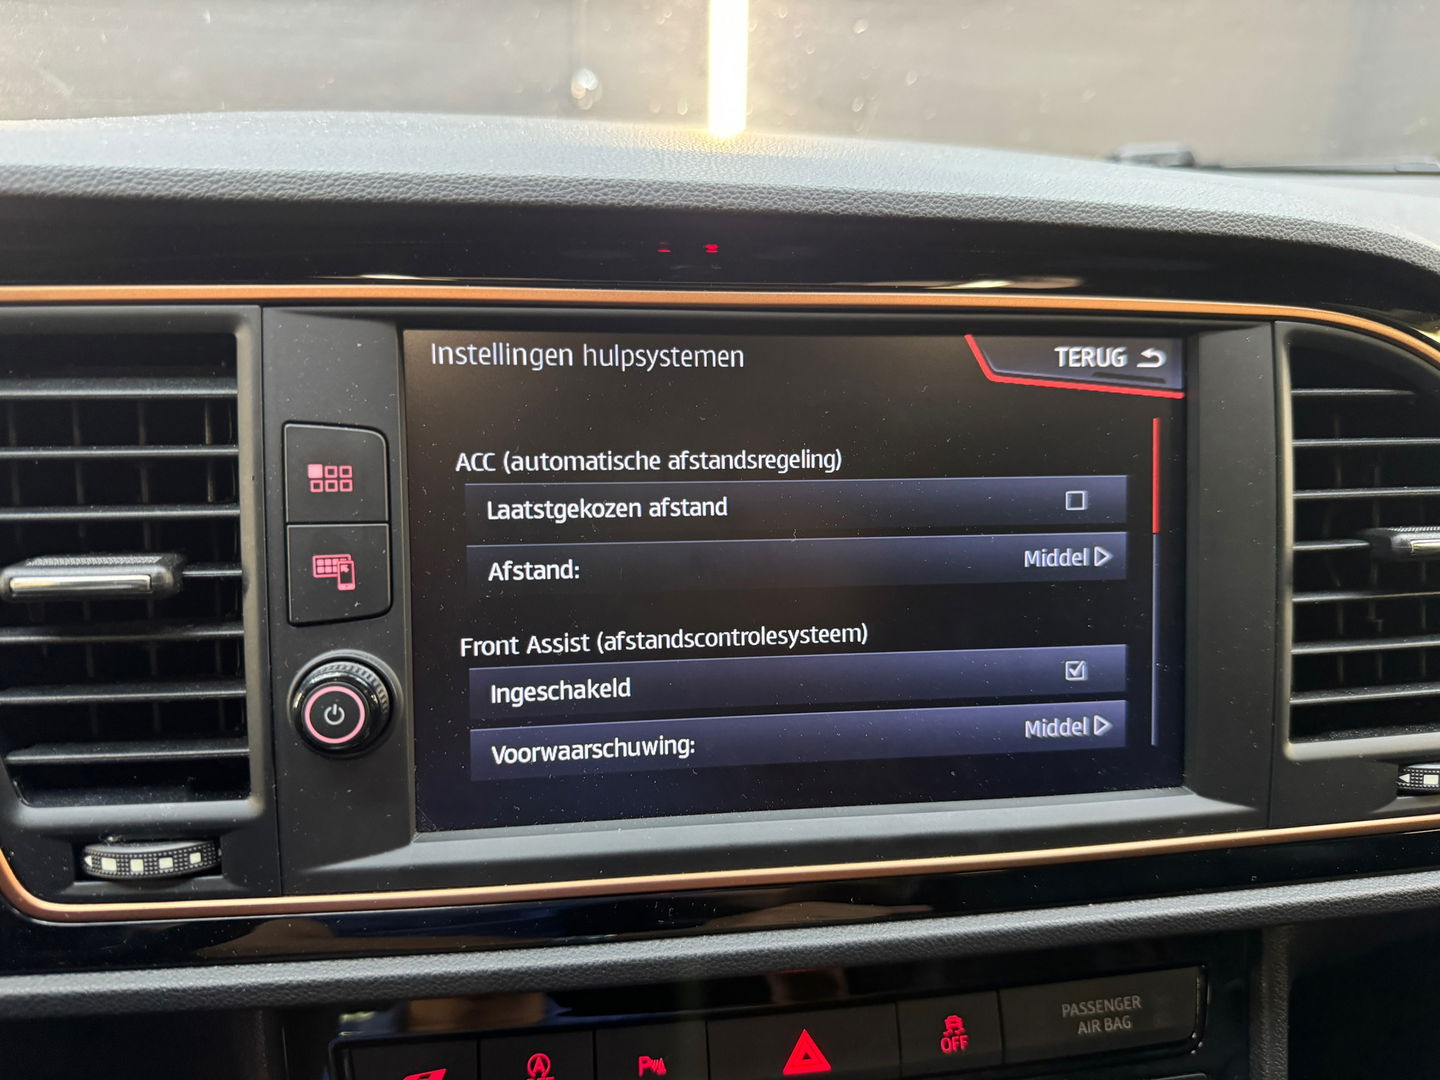 Instellingen hulpsystemen
TERUG
ACC (automatische afstandsregeling)
Laatstgekozen afstand
Afstand:
Middel
Front Assist (afstandscontrolesysteem)
Ingeschakeld
Voorwaarschuwing:
Middel
PASSENGER
AIR BAG
OFF
P